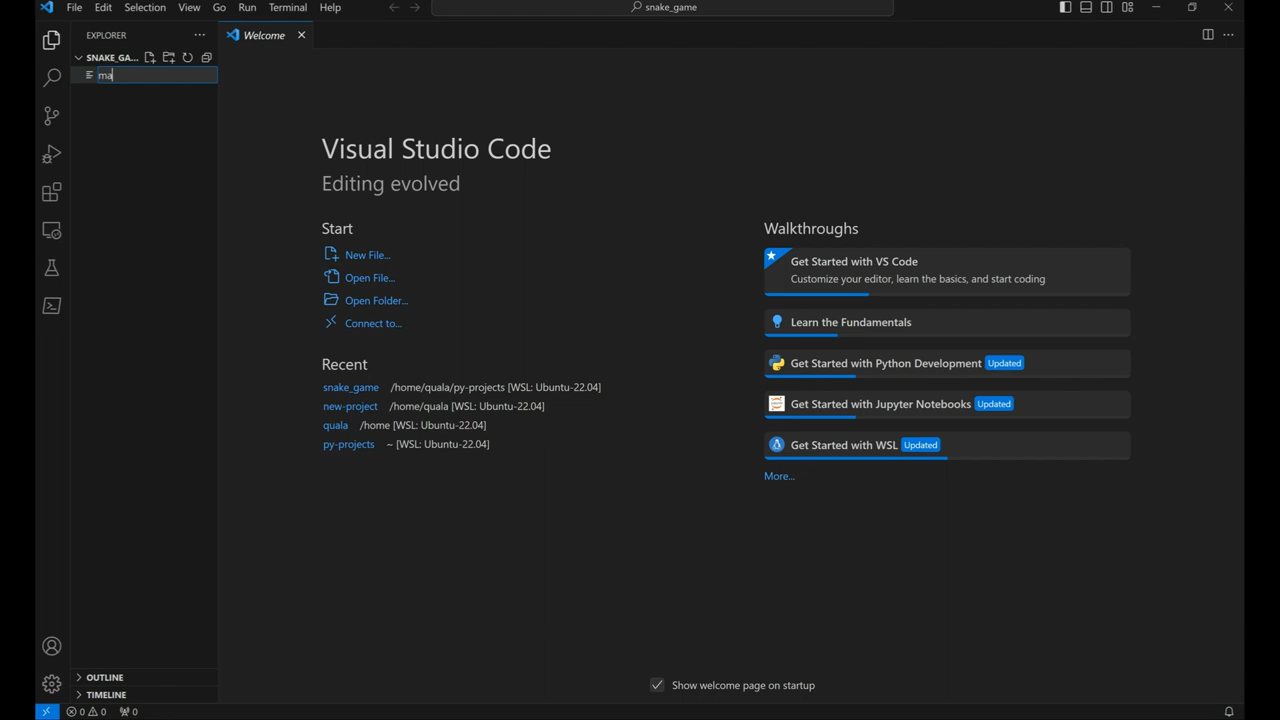 File Edit Selection View Go Run Terminal Help
snake_game
EXPLORER
Welcome
SNAKE_GA...
ma
Visual Studio Code
Editing evolved
Start
New File...
Open File...
Open Folder...
Connect to...
Recent
snake_game /home/quala/py-projects [WSL: Ubuntu-22.04]
new-project /home/quala [WSL: Ubuntu-22.04]
quala /home [WSL: Ubuntu-22.04]
py-projects ~ [WSL: Ubuntu-22.04]
Walkthroughs
Get Started with VS Code
Customize your editor, learn the basics, and start coding
Learn the Fundamentals
Get Started with Python Development Updated
Get Started with Jupyter Notebooks Updated
Get Started with WSL Updated
More...
Show welcome page on startup
OUTLINE
TIMELINE
0 0 0